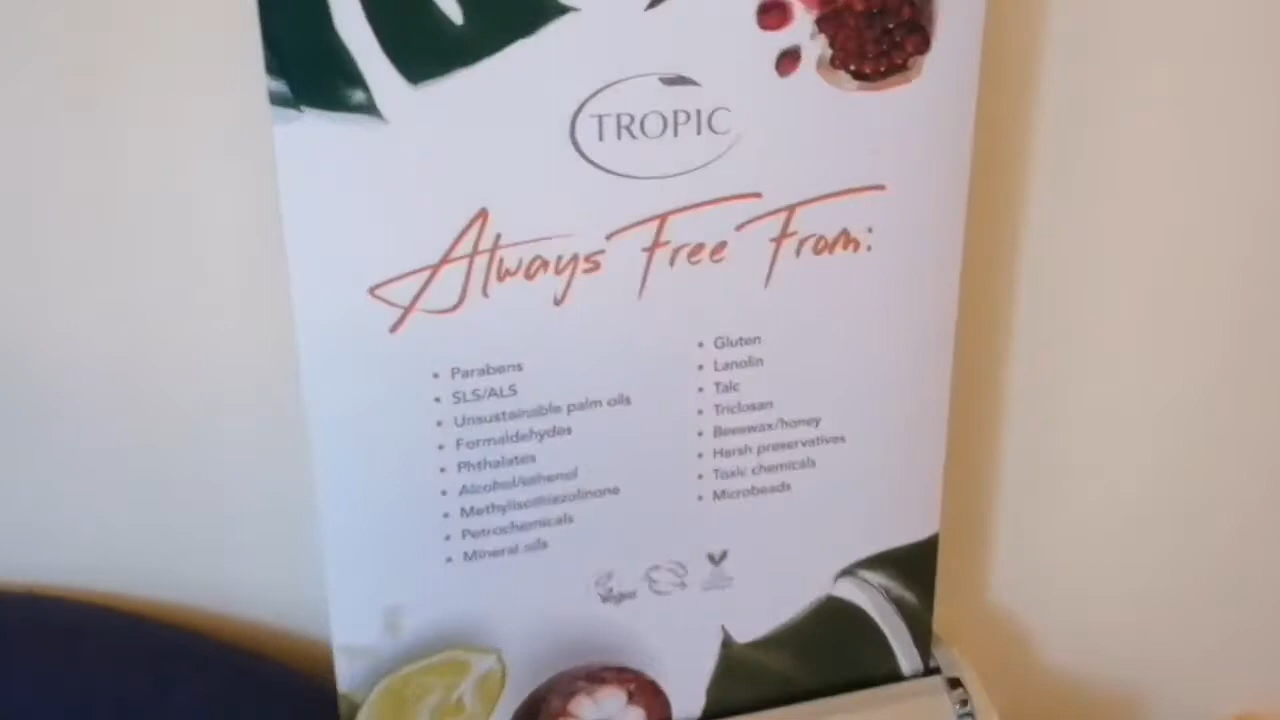 TROPIC
Always Free From:
• Parabens
• SLS/ALS
• Unsustainable palm oils
• Formaldehydes
• Phthalates
• Alcohol/ethanol
• Methylisothiazolinone
• Petrochemicals
• Mineral oils
• Gluten
• Lanolin
• Talc
• Triclosan
• Beeswax/honey
• Harsh preservatives
• Toxic chemicals
• Microbeads
Vegan